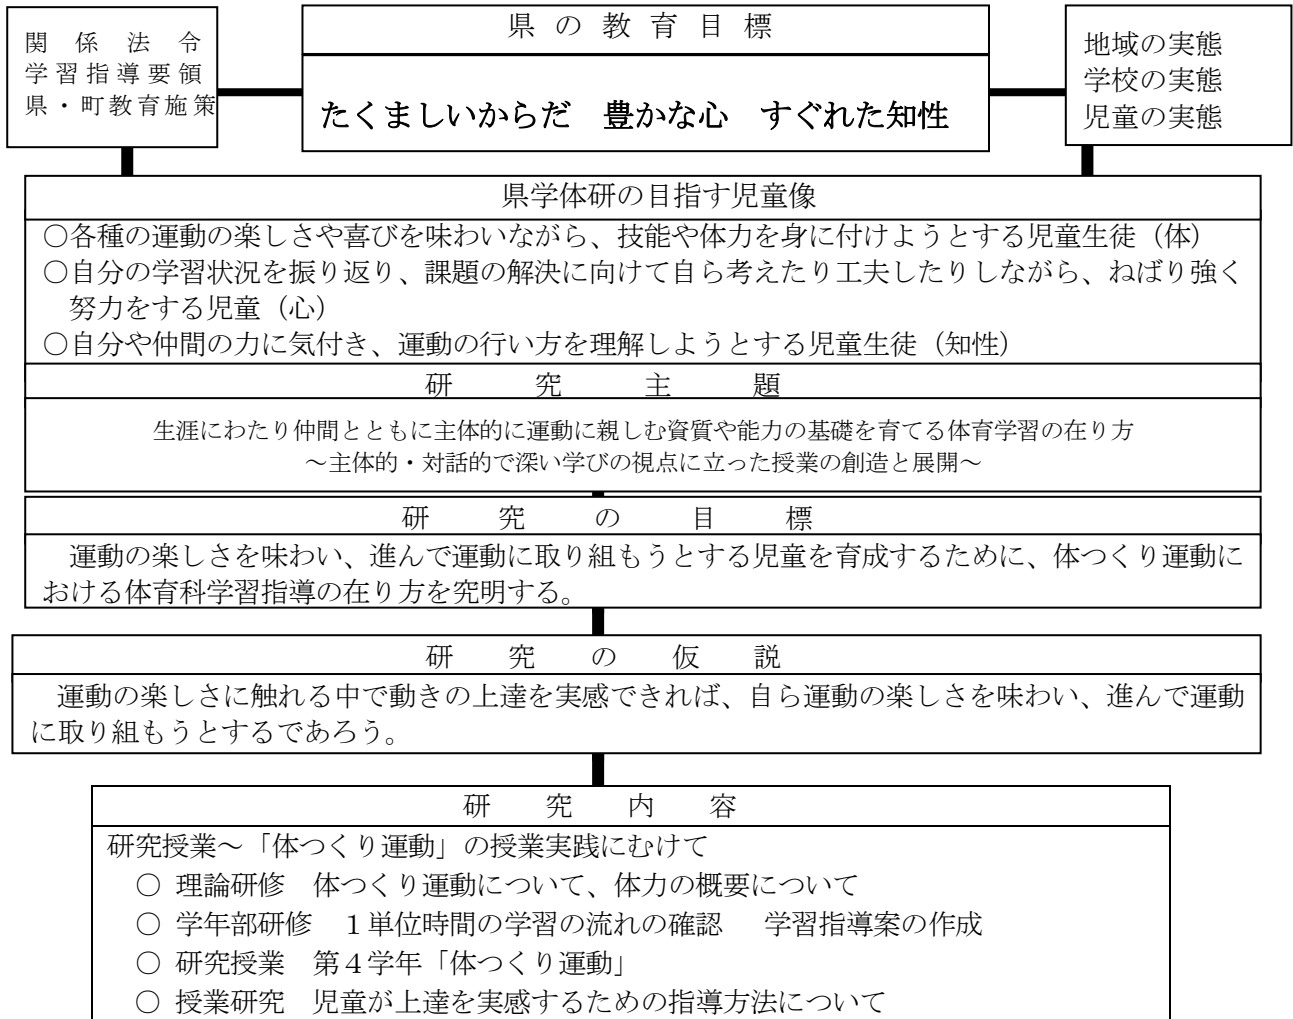 関係法令
学習指導要領
県・町教育施策
県の教育目標
たくましいからだ　豊かな心　すぐれた知性
地域の実態
学校の実態
児童の実態
県学体研の目指す児童像
○各種の運動の楽しさや喜びを味わいながら、技能や体力を身に付けようとする児童生徒（体）
○自分の学習状況を振り返り、課題の解決に向けて自ら考えたり工夫したりしながら、ねばり強く
努力をする児童（心）
○自分や仲間の力に気付き、運動の行い方を理解しようとする児童生徒（知性）
研究主題
生涯にわたり仲間とともに主体的に運動に親しむ資質や能力の基礎を育てる体育学習の在り方
～主体的・対話的で深い学びの視点に立った授業の創造と展開～
研究の目標
運動の楽しさを味わい、進んで運動に取り組もうとする児童を育成するために、体つくり運動に
おける体育科学習指導の在り方を究明する。
研究の仮説
運動の楽しさに触れる中で動きの上達を実感できれば、自ら運動の楽しさを味わい、進んで運動
に取り組もうとするであろう。
研究内容
研究授業～「体つくり運動」の授業実践にむけて
○ 理論研修　体つくり運動について、体力の概要について
○ 学年部研修　１単位時間の学習の流れの確認　学習指導案の作成
○ 研究授業　第４学年「体つくり運動」
○ 授業研究　児童が上達を実感するための指導方法について